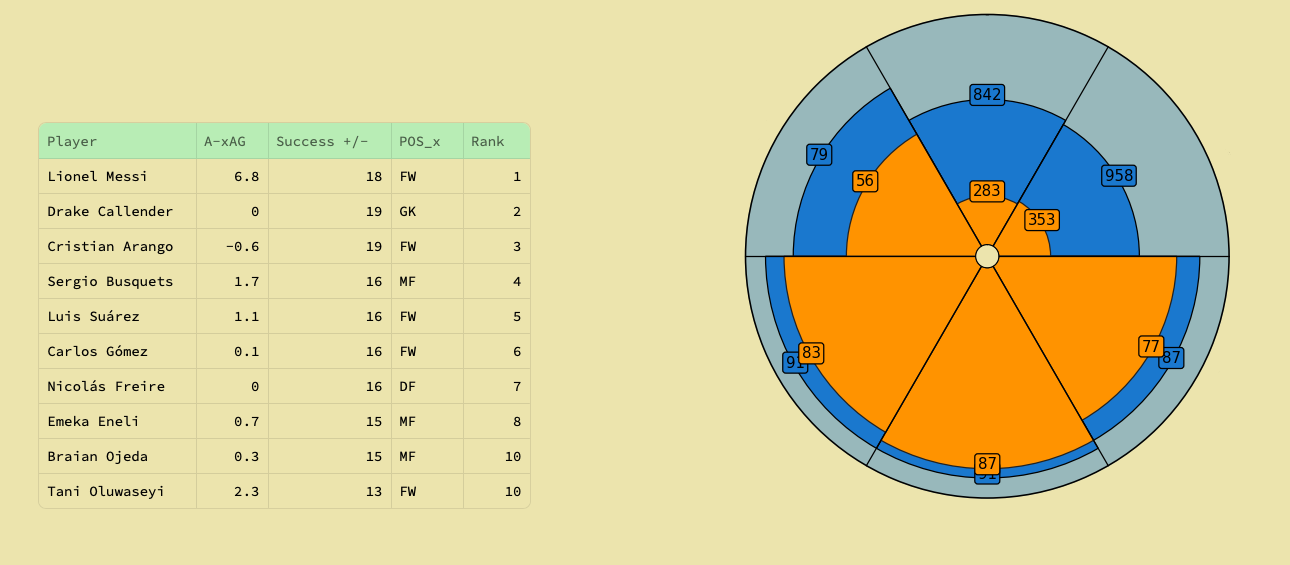 Player A-xAG Success +/- POS_x Rank
Lionel Messi 6.8 18 FW 1
Drake Callender 0 19 GK 2
Cristian Arango −0.6 19 FW 3
Sergio Busquets 1.7 16 MF 4
Luis Suárez 1.1 16 FW 5
Carlos Gómez 0.1 16 FW 6
Nicolás Freire 0 16 DF 7
Emeka Eneli 0.7 15 MF 8
Braian Ojeda 0.3 15 MF 10
Tani Oluwaseyi 2.3 13 FW 10
842
79
958
56
283
353
83
91
77
87
87
91